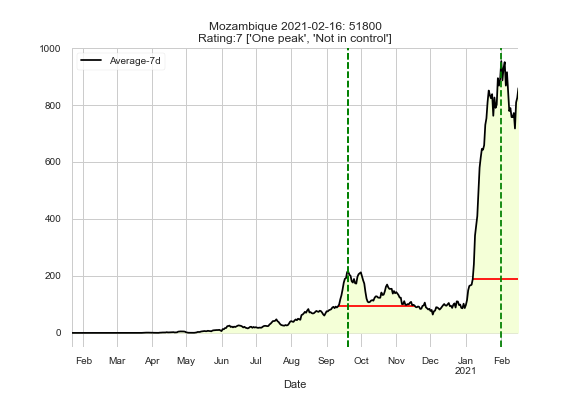 Mozambique 2021-02-16: 51800
Rating:7 ['One peak', 'Not in control']
Average-7d
1000
800
600
400
200
0
Feb Mar Apr May Jun Jul Aug Sep Oct Nov Dec Jan Feb
2021
Date